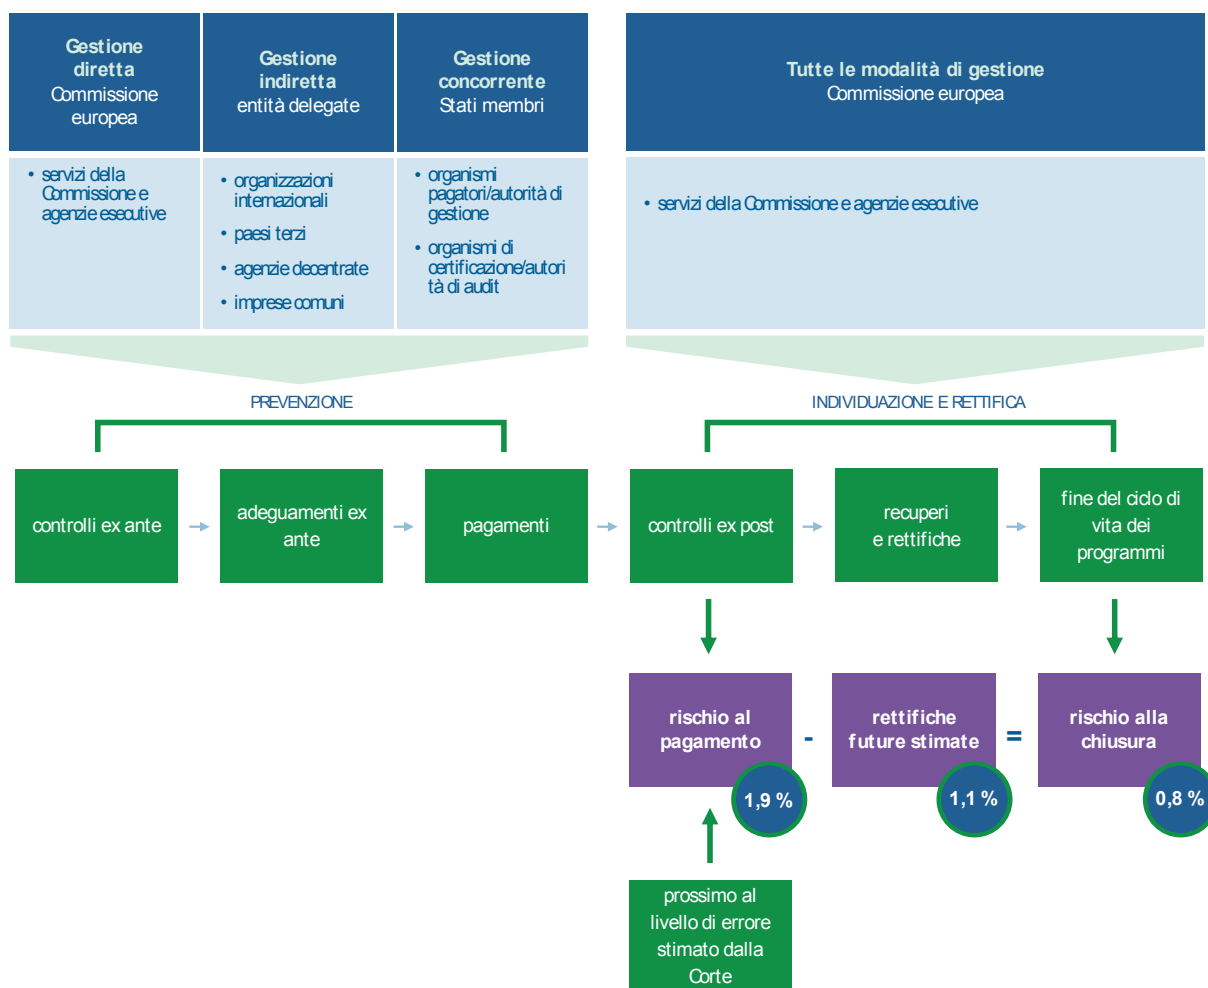 Gestione
diretta
Commissione
europea
Gestione
indiretta
entità delegate
Gestione
concorrente
Stati membri
Tutte le modalità di gestione
Commissione europea
• servizi della
Commissione e
agenzie esecutive
• organizzazioni
internazionali
• paesi terzi
• agenzie decentrate
• imprese comuni
• organismi
pagatori/autorità di
gestione
• organismi di
certificazione/autori
tà di audit
• servizi della Commissione e agenzie esecutive
PREVENZIONE
INDIVIDUAZIONE E RETTIFICA
controlli ex ante
adeguamenti ex
ante
pagamenti
controlli ex post
recuperi
e rettifiche
fine del ciclo di
vita dei
programmi
rischio al
pagamento
1,9 %
-
rettifiche
future stimate
1,1 %
=
rischio alla
chiusura
0,8 %
prossimo al
livello di errore
stimato dalla
Corte